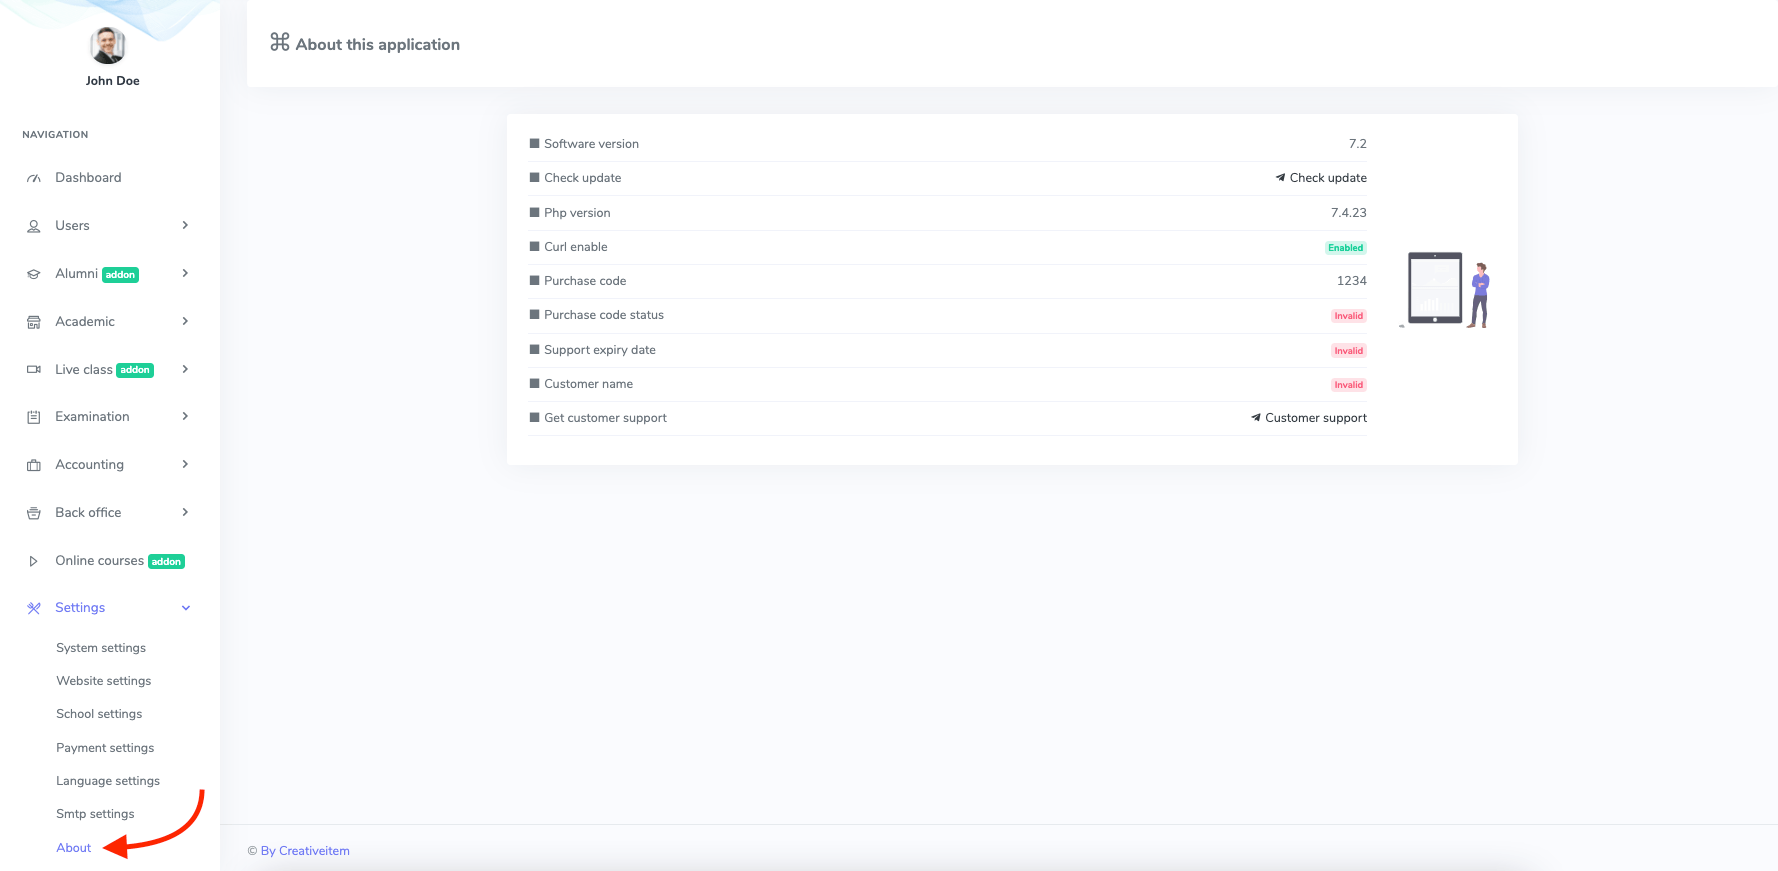 John Doe
NAVIGATION
Dashboard
Users
Alumni addon
Academic
Live class addon
Examination
Accounting
Back office
Online courses addon
Settings
System settings
Website settings
School settings
Payment settings
Language settings
Smtp settings
About
About this application
Software version 7.2
Check update Check update
Php version 7.4.23
Curl enable Enabled
Purchase code 1234
Purchase code status Invalid
Support expiry date Invalid
Customer name Invalid
Get customer support Customer support
© By Creativeitem